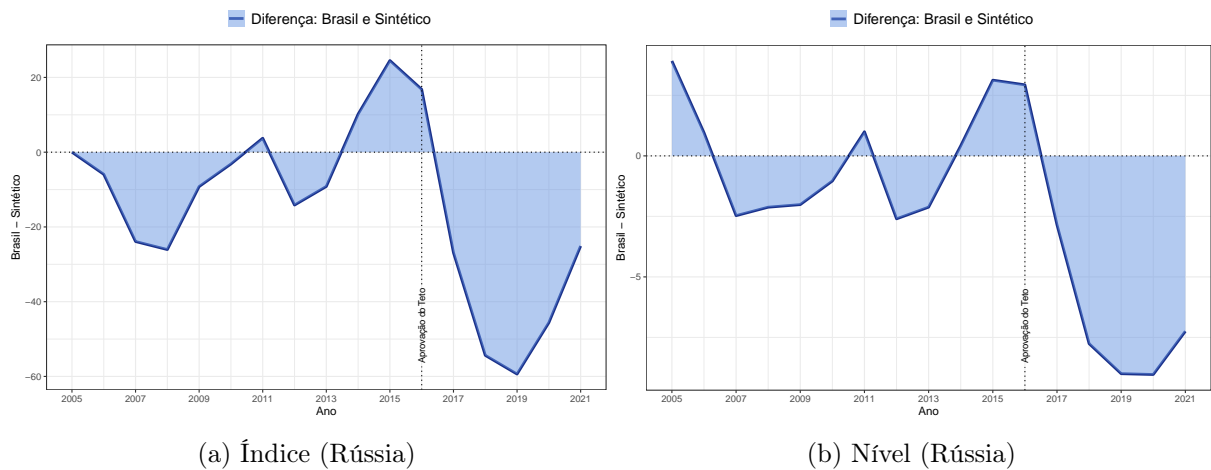 Diferença: Brasil e Sintético
Brasil − Sintético
20
0
−20
−40
−60
Aprovação do Teto
2005 2007 2009 2011 2013 2015 2017 2019 2021
Ano
(a) Índice (Rússia)
Diferença: Brasil e Sintético
Brasil − Sintético
0
−5
Aprovação do Teto
2005 2007 2009 2011 2013 2015 2017 2019 2021
Ano
(b) Nível (Rússia)